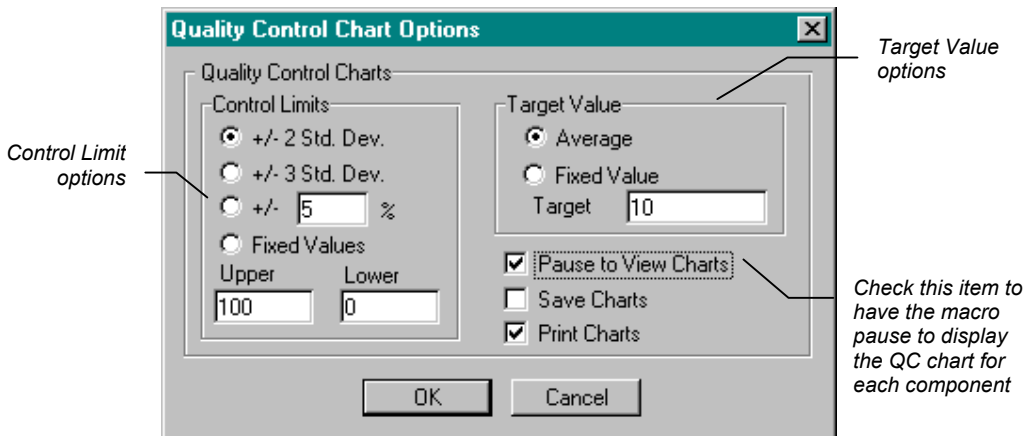 Quality Control Chart Options
Quality Control Charts
Control Limits
+/- 2 Std. Dev.
+/- 3 Std. Dev.
+/- 5 %
Fixed Values
Upper Lower
100 0
Target Value
Average
Fixed Value
Target 10
Pause to View Charts
Save Charts
Print Charts
OK Cancel
Control Limit
options
Target Value
options
Check this item to
have the macro
pause to display
the QC chart for
each component